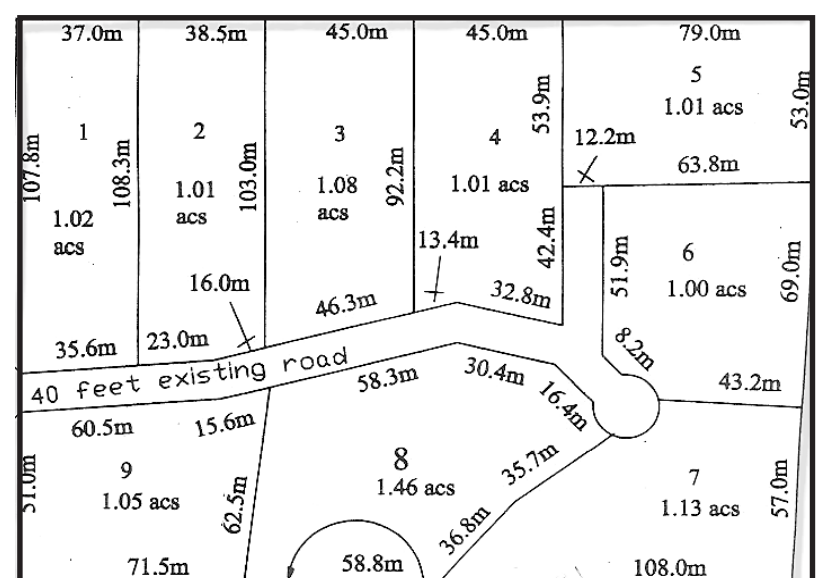 37.0m
38.5m
45.0m
45.0m
79.0m
107.8m
1
1.02
acs
108.3m
2
1.01
acs
103.0m
3
1.08
acs
92.2m
4
1.01 acs
53.9m
5
1.01 acs
53.0m
12.2m
63.8m
42.4m
13.4m
16.0m
46.3m
32.8m
51.9m
6
1.00 acs
69.0m
35.6m
23.0m
40 feet existing road
8.2m
43.2m
58.3m
30.4m
16.4m
60.5m
15.6m
51.0m
9
1.05 acs
62.5m
8
1.46 acs
35.7m
36.8m
7
1.13 acs
57.0m
71.5m
58.8m
108.0m